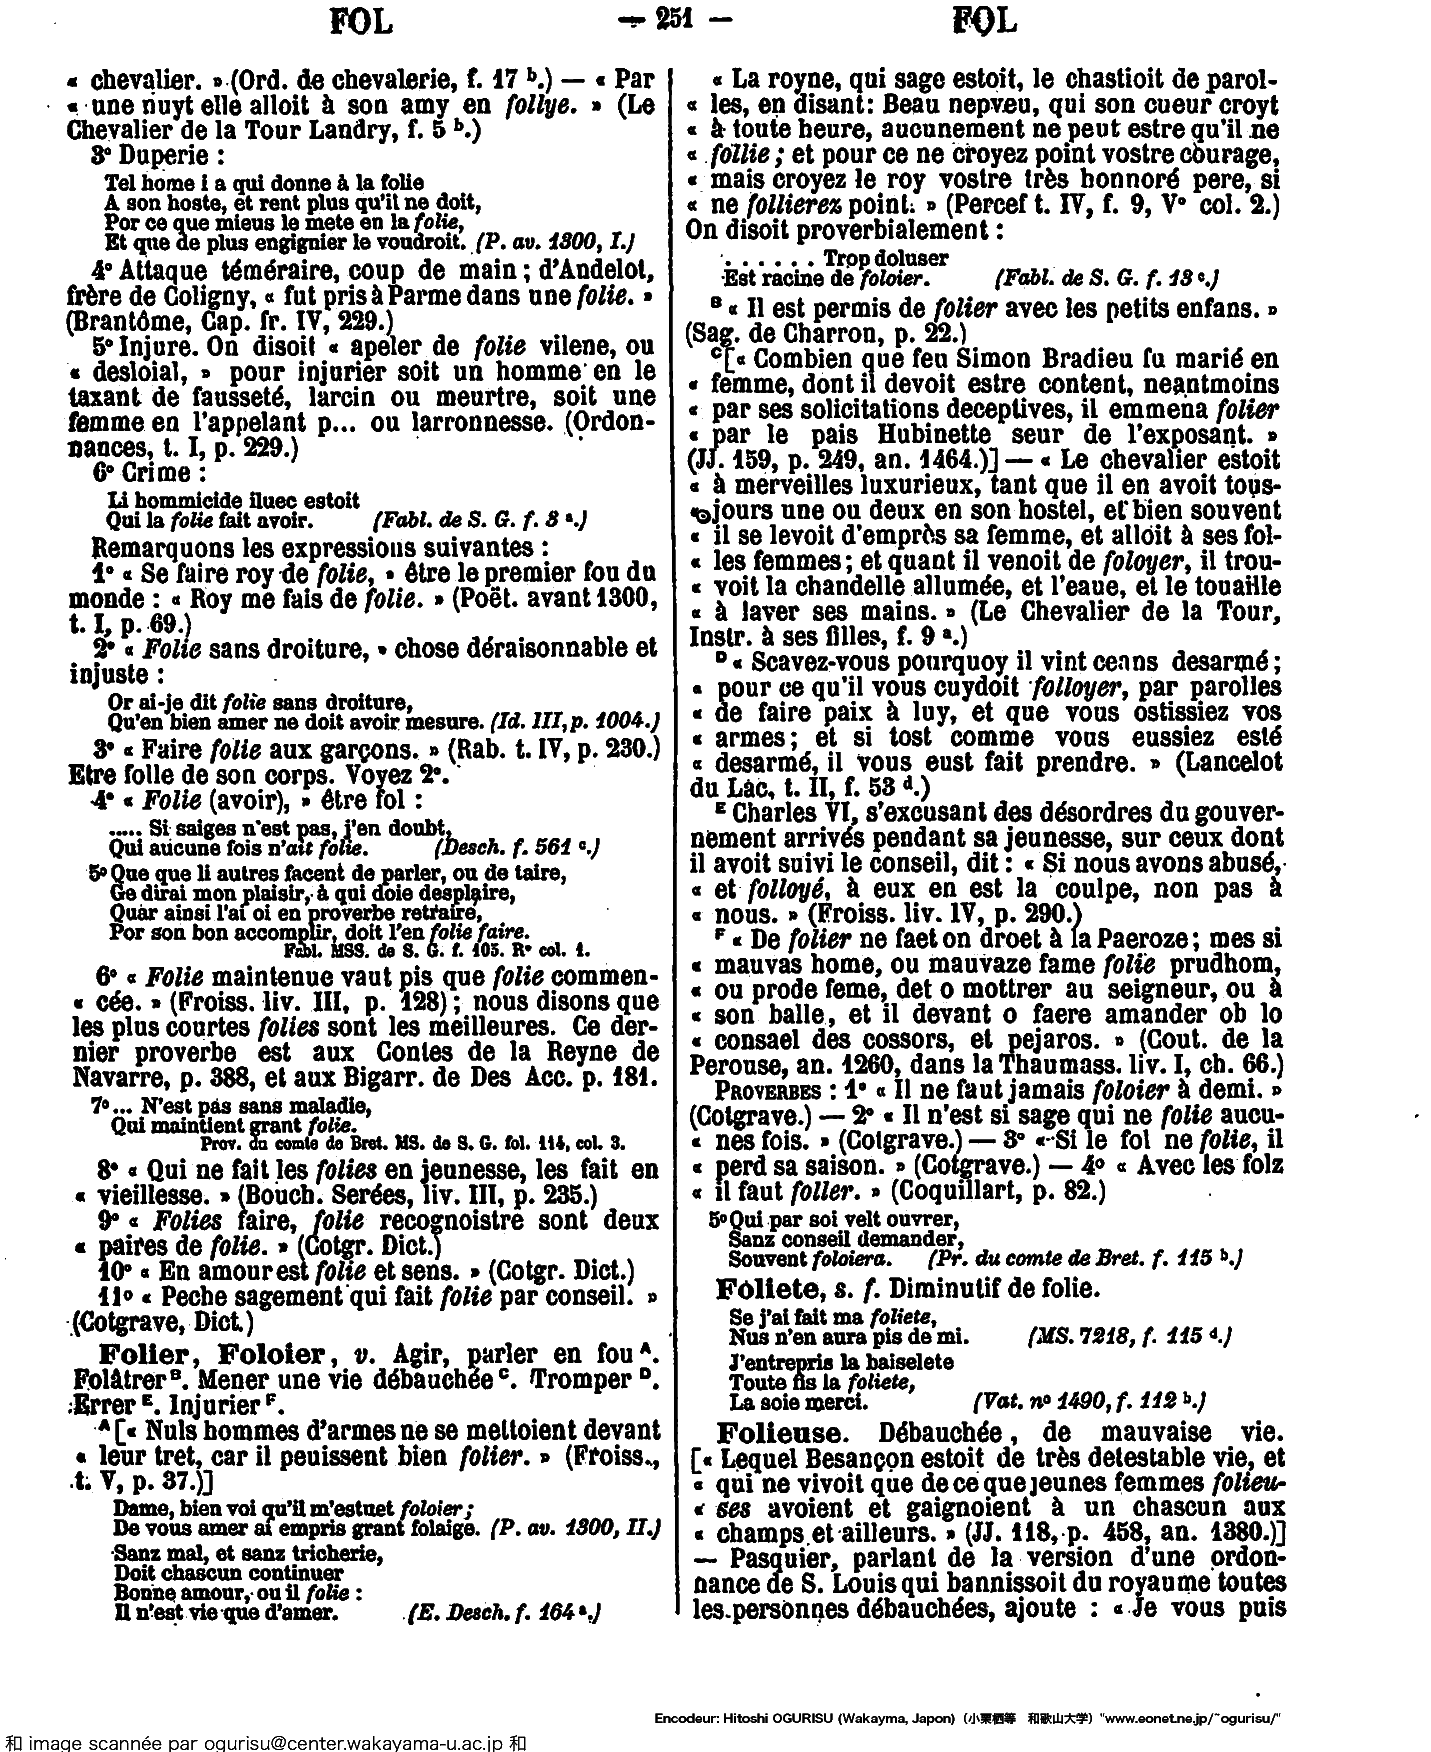 FOL — 251 — FOL
« chevalier. » (Ord. de chevalerie, f. 17 b.) — « Par
« une nuyt elle alloit à son amy en follye. » (Le
Chevalier de la Tour Landry, f. 5 b.)
3° Duperie :
Tel home i a qui donne à la folie
A son hoste, et rent plus qu'il ne doit,
Por ce que mieus le mete en la folie,
Et que de plus engignier le voudroit. (P. av. 1300, I.)
4° Attaque téméraire, coup de main ; d'Andelot,
frère de Coligny, « fut pris à Parme dans une folie. »
(Brantôme, Cap. fr. IV, 229.)
5° Injure. On disoit « apeler de folie vilene, ou
« desloial, » pour injurier soit un homme en le
taxant de fausseté, larcin ou meurtre, soit une
femme en l'appelant p... ou larronnesse. (Ordon-
nances, t. I, p. 229.)
6° Crime :
Li hommicide iluec estoit
Qui la folie fait avoir. (Fabl. de S. G. f. 8 a.)
Remarquons les expressions suivantes :
1° « Se faire roy de folie, » être le premier fou du
monde : « Roy me fais de folie. » (Poët. avant 1300,
t. I, p. 69.)
2° « Folie sans droiture, » chose déraisonnable et
injuste :
Or ai-je dit folie sans droiture,
Qu'en bien amer ne doit avoir mesure. (Id. III, p. 1004.)
3° « Faire folie aux garçons. » (Rab. t. IV, p. 230.)
Etre folle de son corps. Voyez 2°.
4° « Folie (avoir), » être fol :
..... Si saiges n'est pas, j'en doubt,
Qui aucune fois n'ait folie. (Desch. f. 561 c.)
5° Que que li autres facent de parler, ou de taire,
Ge dirai mon plaisir, à qui doie desplaire,
Quar ainsi l'ai oi en proverbe retraire,
Por son bon accomplir, doit l'en folie faire.
Fabl. MSS. de S. G. f. 105. R° col. 1.
6° « Folie maintenue vaut pis que folie commen-
« cée. » (Froiss. liv. III, p. 128) ; nous disons que
les plus courtes folies sont les meilleures. Ce der-
nier proverbe est aux Contes de la Reyne de
Navarre, p. 388, et aux Bigarr. de Des Acc. p. 181.
7° ... N'est pas sans maladie,
Qui maintient grant folie.
Prov. du comte de Bret. MS. de S. G. fol. 114, col. 3.
8° « Qui ne fait les folies en jeunesse, les fait en
« vieillesse. » (Bouch. Serées, liv. III, p. 235.)
9° « Folies faire, folie recognoistre sont deux
« paires de folie. » (Cotgr. Dict.)
10° « En amour est folie et sens. » (Cotgr. Dict.)
11° « Peche sagement qui fait folie par conseil. »
(Cotgrave, Dict.)
Folier, Foloier, v. Agir, parler en fou A.
Folâtrer B. Mener une vie débauchée C. Tromper D.
Errer E. Injurier F.
A [« Nuls hommes d'armes ne se mettoient devant
« leur tret, car il peuissent bien folier. » (Froiss.,
t. V, p. 37.)]
Dame, bien voi qu'il m'estuet foloier ;
De vous amer ai empris grant folaige. (P. av. 1300, II.)
Sanz mal, et sanz tricherie,
Doit chascun continuer
Bonne amour, ou il folie :
Il n'est vie que d'amer. (E. Desch. f. 164 a.)
« La royne, qui sage estoit, le chastioit de parol-
« les, en disant : Beau nepveu, qui son cueur croyt
« à toute heure, aucunement ne peut estre qu'il ne
« follie ; et pour ce ne croyez point vostre courage,
« mais croyez le roy vostre très honnoré pere, si
« ne follierez point. » (Percef t. IV, f. 9, V° col. 2.)
On disoit proverbialement :
. . . . . . Trop doluser
Est racine de foloier. (Fabl. de S. G. f. 13 c.)
B « Il est permis de folier avec les petits enfans. »
(Sag. de Charron, p. 22.)
C [« Combien que feu Simon Bradieu fu marié en
« femme, dont il devoit estre content, neantmoins
« par ses solicitations deceptives, il emmena folier
« par le pais Hubinette seur de l'exposant. »
(JJ. 159, p. 249, an. 1464.)] — « Le chevalier estoit
« à merveilles luxurieux, tant que il en avoit tous-
« jours une ou deux en son hostel, et bien souvent
« il se levoit d'emprès sa femme, et alloit à ses fol-
« les femmes ; et quant il venoit de foloyer, il trou-
« voit la chandelle allumée, et l'eaue, et le touaille
« à laver ses mains. » (Le Chevalier de la Tour,
Instr. à ses filles, f. 9 a.)
D « Scavez-vous pourquoy il vint ceans desarmé ;
« pour ce qu'il vous cuydoit folloyer, par parolles
« de faire paix à luy, et que vous ostissiez vos
« armes ; et si tost comme vous eussiez esté
« desarmé, il vous eust fait prendre. » (Lancelot
du Lac, t. II, f. 53 d.)
E Charles VI, s'excusant des désordres du gouver-
nement arrivés pendant sa jeunesse, sur ceux dont
il avoit suivi le conseil, dit : « Si nous avons abusé,
« et folloyé, à eux en est la coulpe, non pas à
« nous. » (Froiss. liv. IV, p. 290.)
F « De folier ne faet on droet à la Paeroze ; mes si
« mauvas home, ou mauvaze fame folie prudhom,
« ou prode feme, det o mottrer au seigneur, ou à
« son balle, et il devant o faere amander ob lo
« consael des cossors, et pejaros. » (Cout. de la
Perouse, an. 1260, dans la Thaumass. liv. I, ch. 66.)
PROVERBES : 1° « Il ne faut jamais foloier à demi. »
(Cotgrave.) — 2° « Il n'est si sage qui ne folie aucu-
« nes fois. » (Cotgrave.) — 3° « Si le fol ne folie, il
« perd sa saison. » (Cotgrave.) — 4° « Avec les folz
« il faut foller. » (Coquillart, p. 82.)
5° Qui par soi velt ouvrer,
Sanz conseil demander,
Souvent foloiera. (Pr. du comte de Bret. f. 115 b.)
Foliete, s. f. Diminutif de folie.
Se j'ai fait ma foliete,
Nus n'en aura pis de mi. (MS. 7218, f. 115 d.)
J'entrepris la baiselete
Toute fis la foliete,
La soie merci. (Vat. n° 1490, f. 112 b.)
Folieuse. Débauchée, de mauvaise vie.
[« Lequel Besançon estoit de très detestable vie, et
« qui ne vivoit que de ce que jeunes femmes folieu-
« ses avoient et gaignoient à un chascun aux
« champs et ailleurs. » (JJ. 118, p. 458, an. 1380.)]
— Pasquier, parlant de la version d'une ordon-
nance de S. Louis qui bannissoit du royaume toutes
les personnes débauchées, ajoute : « Je vous puis
Encodeur: Hitoshi OGURISU (Wakayma, Japon) (小栗栖等 和歌山大学) "www.eonet.ne.jp/~ogurisu/"
和 image scannée par ogurisu@center.wakayama-u.ac.jp 和